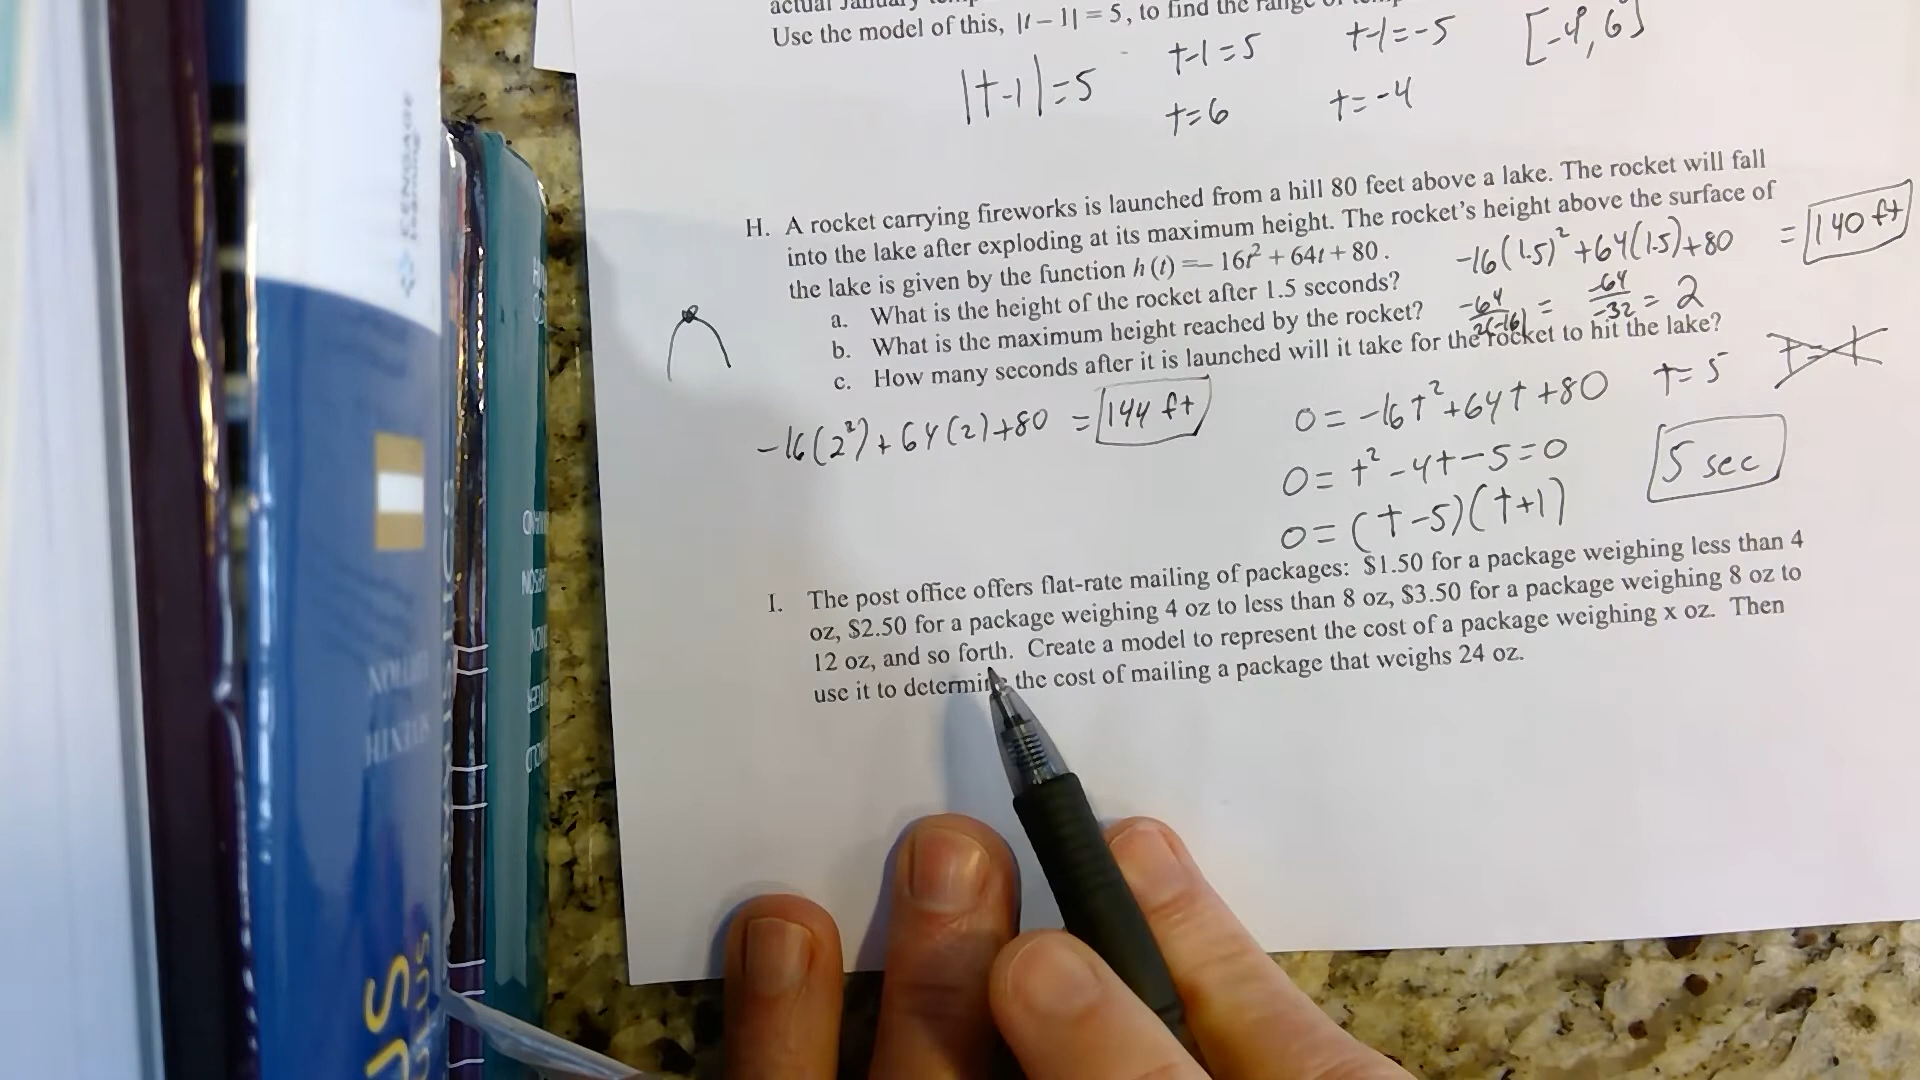 Use the model of this, |t − 1| = 5, to find the range of
|t-1|=5
t-1=5
t-1=-5
[-4,6]
t=6
t=-4
H. A rocket carrying fireworks is launched from a hill 80 feet above a lake. The rocket will fall
into the lake after exploding at its maximum height. The rocket's height above the surface of
the lake is given by the function h (t) = − 16t² + 64t + 80 .
-16(1.5)²+64(1.5)+80 = 140 ft
a. What is the height of the rocket after 1.5 seconds?
b. What is the maximum height reached by the rocket?
-64/2(-16) = -64/-32 = 2
c. How many seconds after it is launched will it take for the rocket to hit the lake?
-16(2²)+64(2)+80 = 144 ft
0=-16t²+64t+80 t=5
0=t²-4t-5=0
5 sec
0=(t-5)(t+1)
I. The post office offers flat-rate mailing of packages: $1.50 for a package weighing less than 4
oz, $2.50 for a package weighing 4 oz to less than 8 oz, $3.50 for a package weighing 8 oz to
12 oz, and so forth. Create a model to represent the cost of a package weighing x oz. Then
use it to determine the cost of mailing a package that weighs 24 oz.
CENGAGE